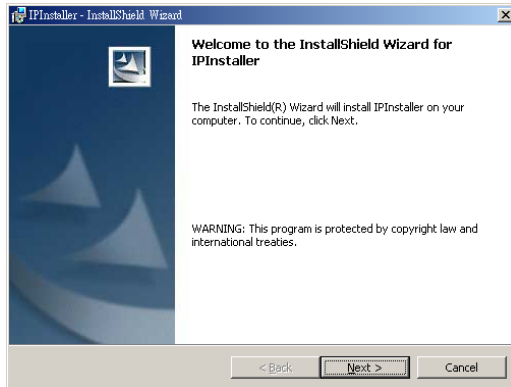 IPInstaller - InstallShield Wizard
Welcome to the InstallShield Wizard for
IPInstaller
The InstallShield(R) Wizard will install IPInstaller on your
computer. To continue, click Next.
WARNING: This program is protected by copyright law and
international treaties.
< Back
Next >
Cancel